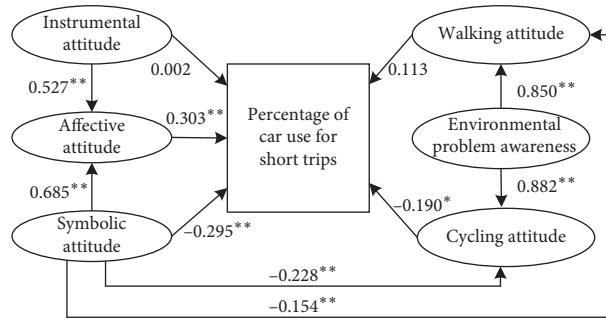 Instrumental
attitude
Walking attitude
0.002
0.113
0.527**
0.850**
Percentage of
car use for
short trips
0.303**
Affective
attitude
Environmental
problem awareness
0.685**
0.882**
−0.190*
Symbolic
attitude
−0.295**
Cycling attitude
−0.228**
−0.154**